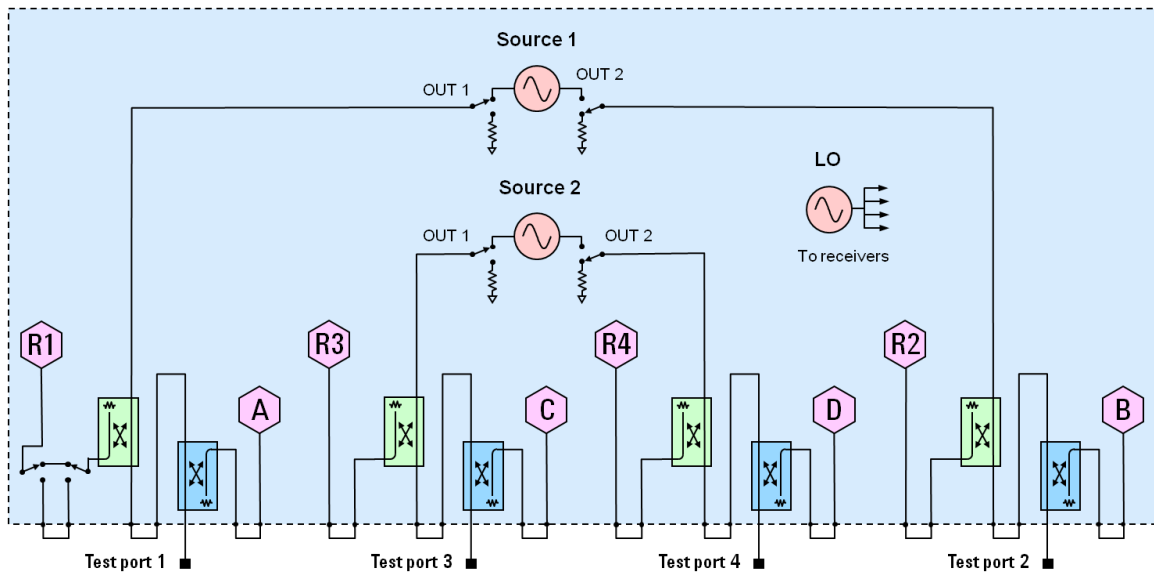 Source 1
OUT 1
OUT 2
LO
Source 2
OUT 1
OUT 2
To receivers
R1
R3
R4
R2
A
C
D
B
Test port 1
Test port 3
Test port 4
Test port 2